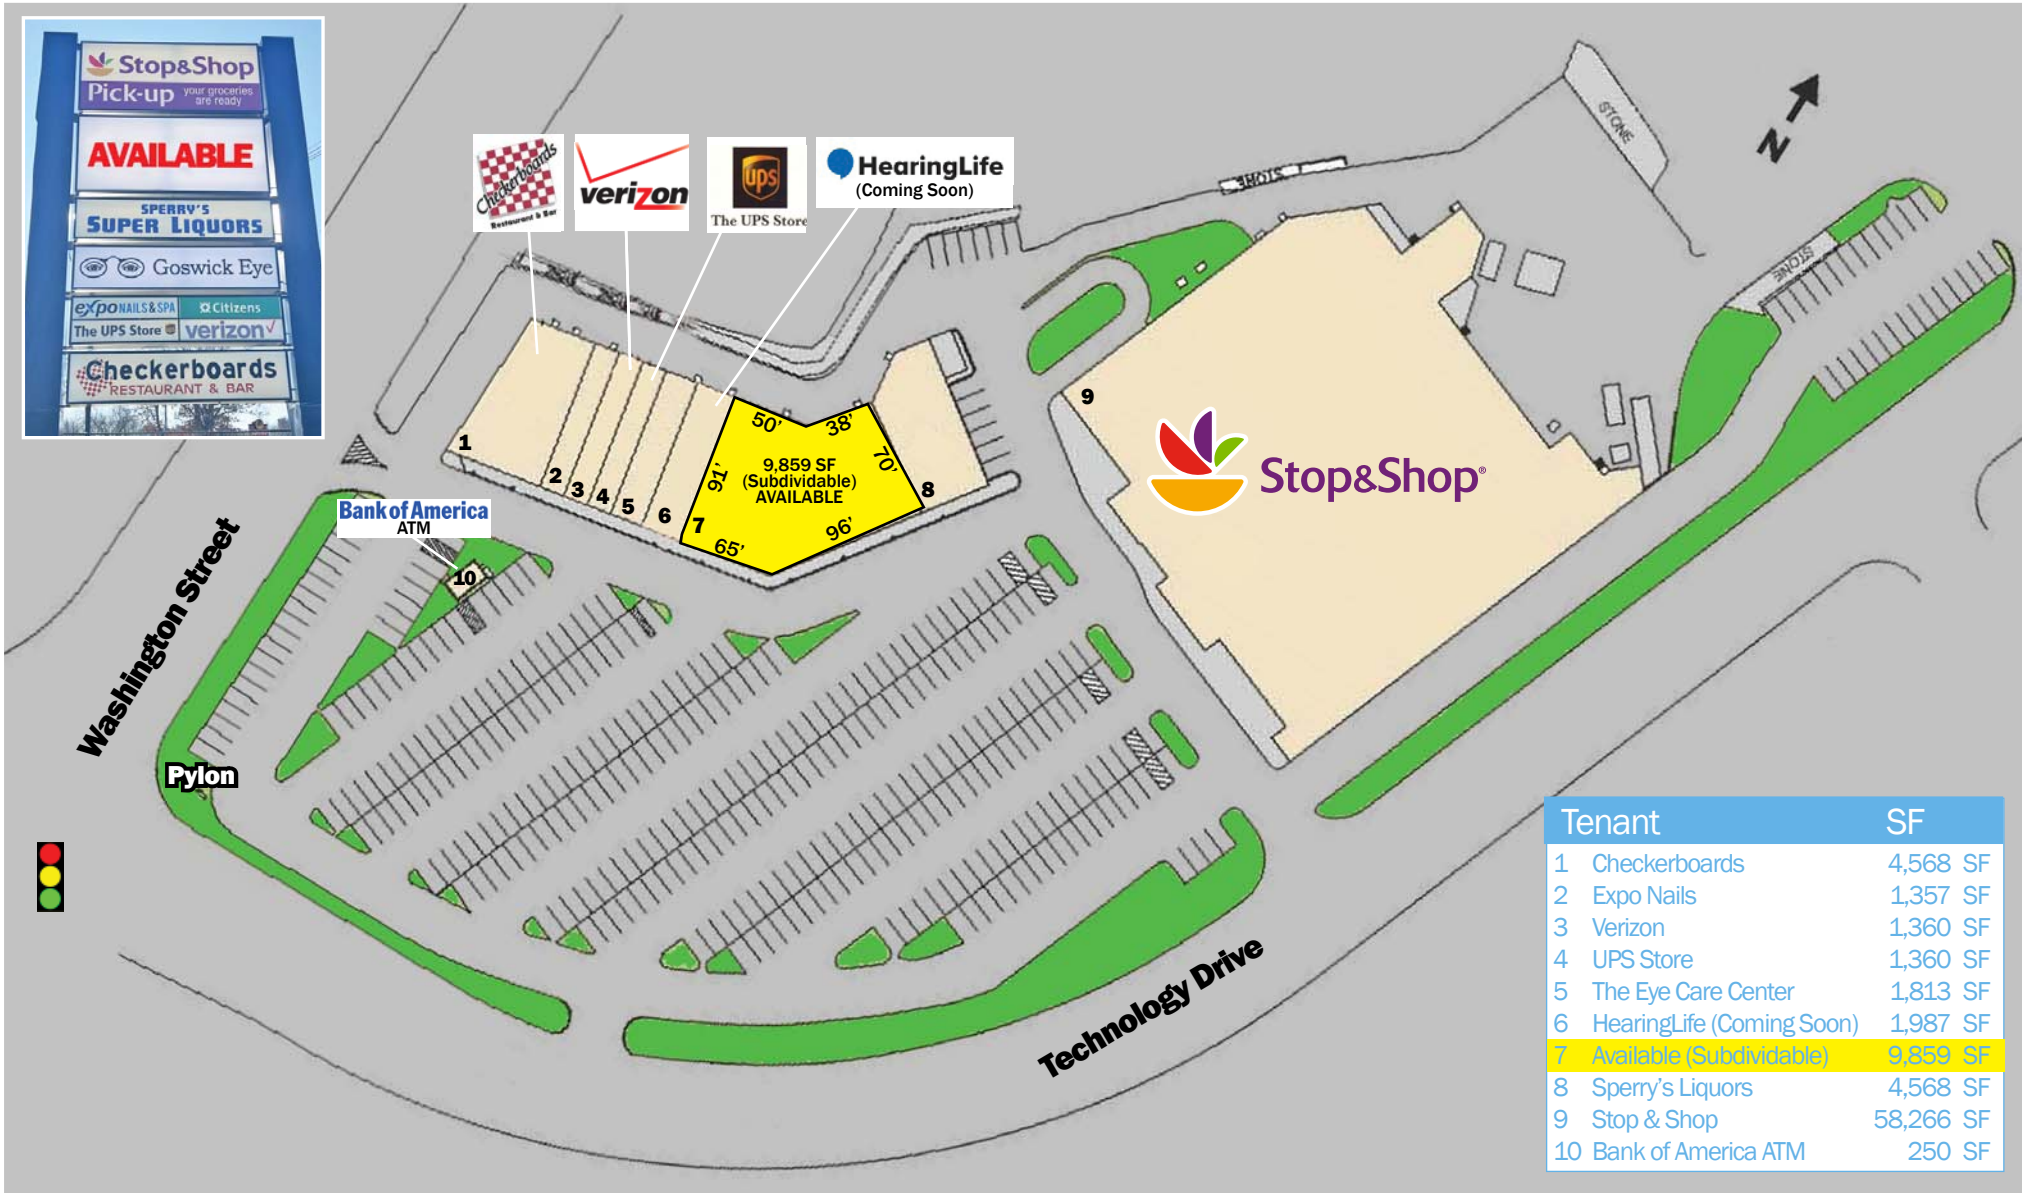 Stop&Shop
Pick-up your groceries are ready
AVAILABLE
SPERRY'S
SUPER LIQUORS
Goswick Eye
expo NAILS & SPA
Citizens
The UPS Store
verizon
Checkerboards
RESTAURANT & BAR
Checkerboards
Restaurant & Bar
verizon
ups
The UPS Store
HearingLife
(Coming Soon)
STONE
STONE
STONE
N
1
2
3
4
5
6
7
8
9
10
50'
38'
91'
70'
65'
96'
9,859 SF
(Subdividable)
AVAILABLE
Stop&Shop®
Bank of America
ATM
Washington Street
Pylon
Technology Drive
Tenant SF
1 Checkerboards 4,568 SF
2 Expo Nails 1,357 SF
3 Verizon 1,360 SF
4 UPS Store 1,360 SF
5 The Eye Care Center 1,813 SF
6 HearingLife (Coming Soon) 1,987 SF
7 Available (Subdividable) 9,859 SF
8 Sperry's Liquors 4,568 SF
9 Stop & Shop 58,266 SF
10 Bank of America ATM 250 SF